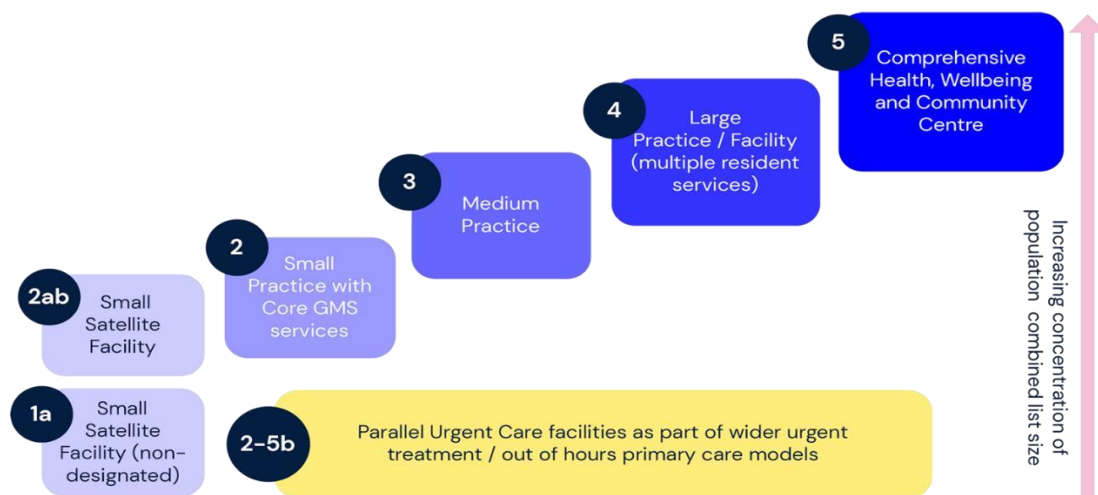 5
Comprehensive
Health, Wellbeing
and Community
Centre
4
Large
Practice / Facility
(multiple resident
services)
3
Medium
Practice
2
Small
Practice with
Core GMS
services
2ab
Small
Satellite
Facility
1a
Small
Satellite
Facility (non-
designated)
2-5b
Parallel Urgent Care facilities as part of wider urgent
treatment / out of hours primary care models
Increasing concentration of
population combined list size